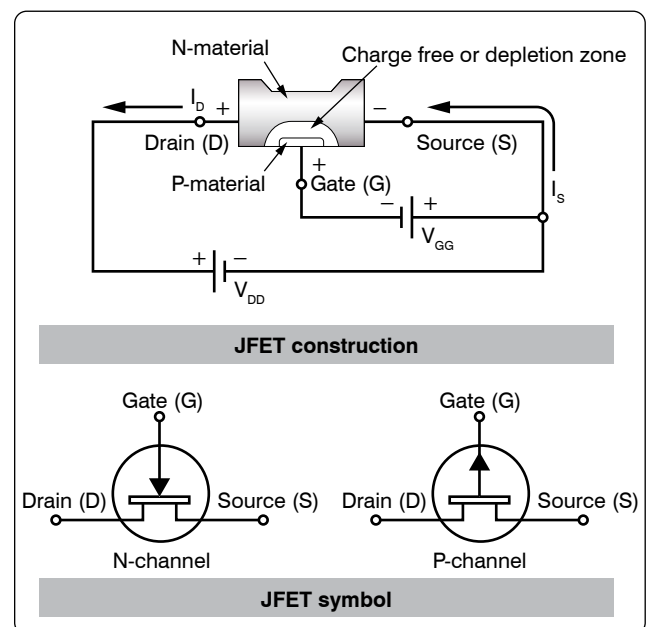 N-material
Charge free or depletion zone
I_D + −
Drain (D) Source (S)
P-material + Gate (G)
I_S
− +
V_GG
+ −
V_DD
JFET construction
Gate (G) Gate (G)
Drain (D) Source (S) Drain (D) Source (S)
N-channel P-channel
JFET symbol